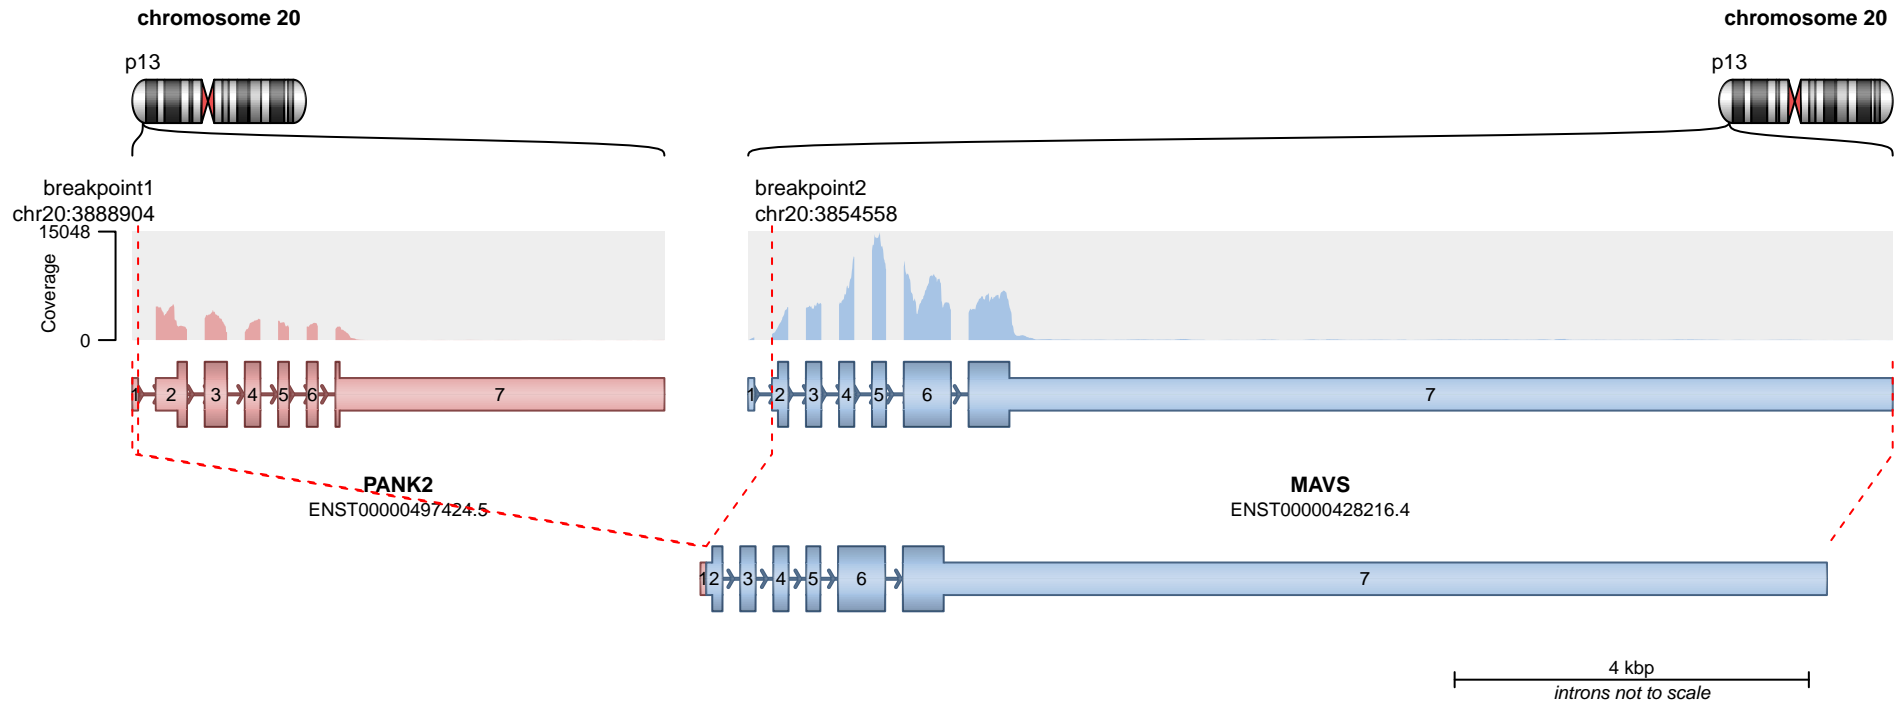 chromosome 20
chromosome 20
p13
p13
breakpoint1
chr20:3888904
breakpoint2
chr20:3854558
15048
Coverage
0
1 2 3 4 5 6 7
1 2 3 4 5 6 7
PANK2
ENST00000497424.5
MAVS
ENST00000428216.4
1 2 3 4 5 6 7
4 kbp
introns not to scale